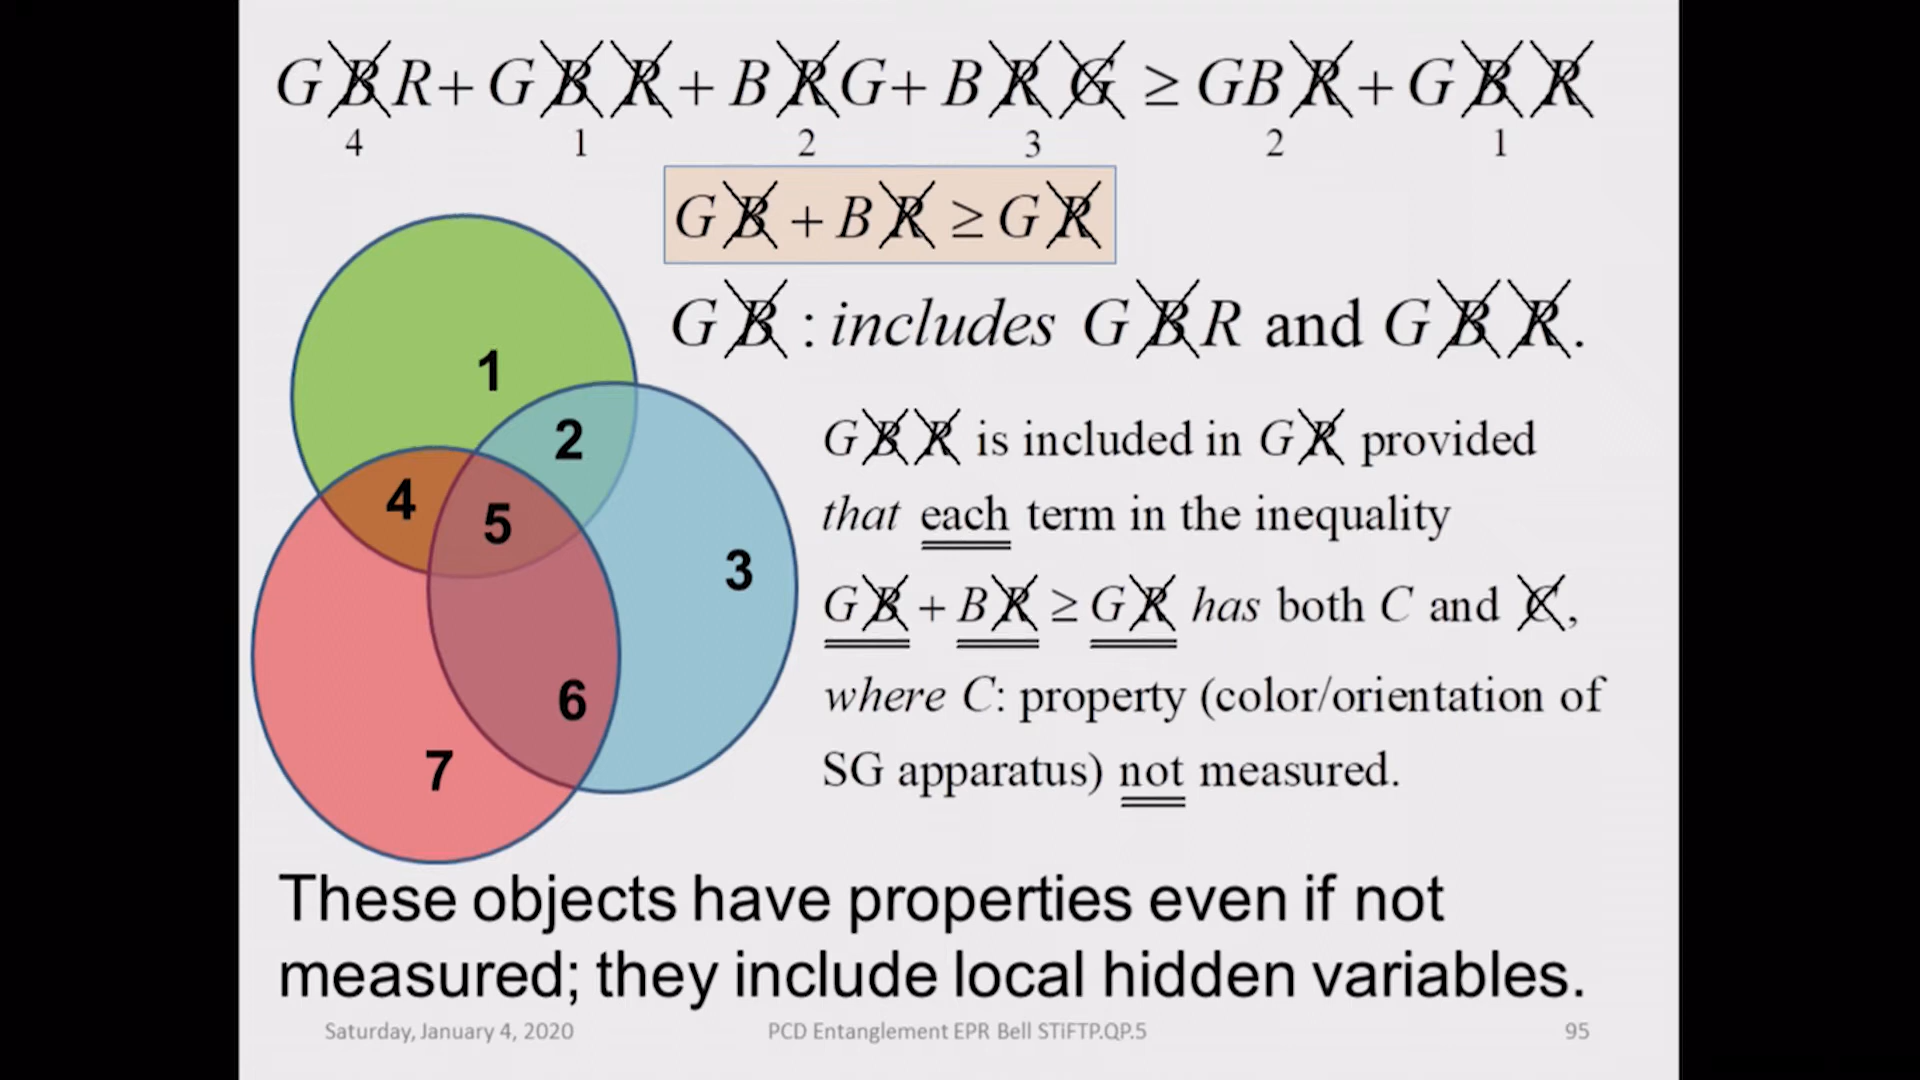 G B̸ R + G B̸ R̸ + B R̸ G + B R̸ G̸ ≥ GB R̸ + G B̸ R̸
4 1 2 3 2 1
G B̸ + B R̸ ≥ G R̸
G B̸ : includes G B̸ R and G B̸ R̸.
1
2
G B̸ R̸ is included in G R̸ provided
4
5
that each term in the inequality
3
G B̸ + B R̸ ≥ G R̸ has both C and C̸,
6
where C: property (color/orientation of
7
SG apparatus) not measured.
These objects have properties even if not
measured; they include local hidden variables.
Saturday, January 4, 2020 PCD Entanglement EPR Bell STiFTP.QP.5 95